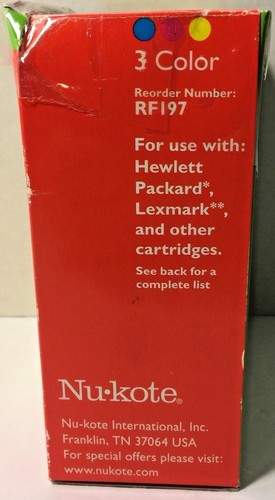 3 Color
Reorder Number:
RF197
For use with:
Hewlett
Packard*,
Lexmark**,
and other
cartridges.
See back for a
complete list
Nu·kote®
Nu-kote International, Inc.
Franklin, TN 37064 USA
For special offers please visit:
www.nukote.com